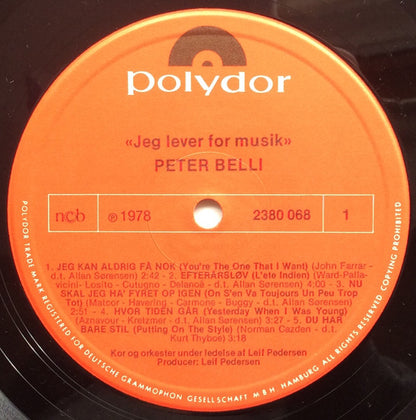 polydor
«Jeg lever for musik»
PETER BELLI
ncb ℗ 1978 2380 068 1
1. JEG KAN ALDRIG FÅ NOK (You're The One That I Want) (John Farrar -
d.t. Allan Sørensen) 2:42 - 2. EFTERÅRSLØV (L'ete Indien) (Ward-Palla-
vicini-Losito - Cutugno - Delanoë - d.t. Allan Sørensen) 4:00 - 3. NU
SKAL JEG HA' FYRET OP IGEN (On S'en Va Toujours Un Peu Trop
Tot) (Matcor - Havering - Carmone - Buggy - d.t. Allan Sørensen)
2:51 - 4. HVOR TIDEN GÅR (Yesterday When I Was Young)
(Aznavour - Kreizmer - d.t. Allan Sørensen) 3:27 - 5. DU HAR
BARE STIL (Putting On The Style) (Norman Cazden - d.t.
Kurt Thyboe) 3:18
Kor og orkester under ledelse af Leif Pedersen
Producer: Leif Pedersen
POLYDOR TRADE MARK REGISTERED FOR DEUTSCHE GRAMMOPHON GESELLSCHAFT M B H. HAMBURG ALL RIGHTS RESERVED. COPYING PROHIBITED